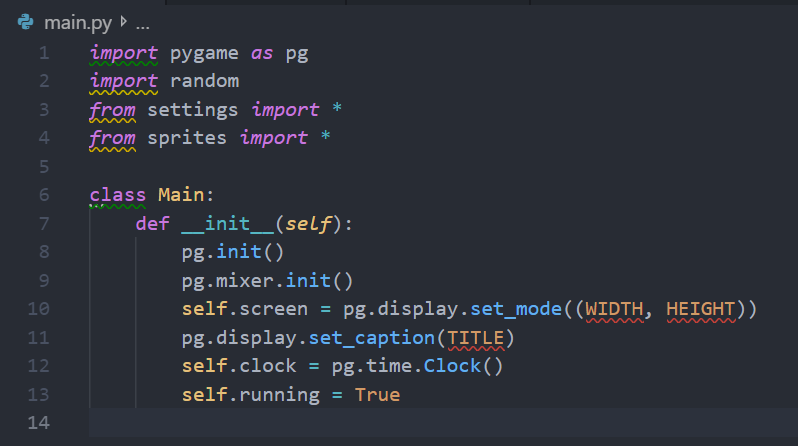 main.py > ...
1 import pygame as pg
2 import random
3 from settings import *
4 from sprites import *
5
6 class Main:
7     def __init__(self):
8         pg.init()
9         pg.mixer.init()
10         self.screen = pg.display.set_mode((WIDTH, HEIGHT))
11         pg.display.set_caption(TITLE)
12         self.clock = pg.time.Clock()
13         self.running = True
14